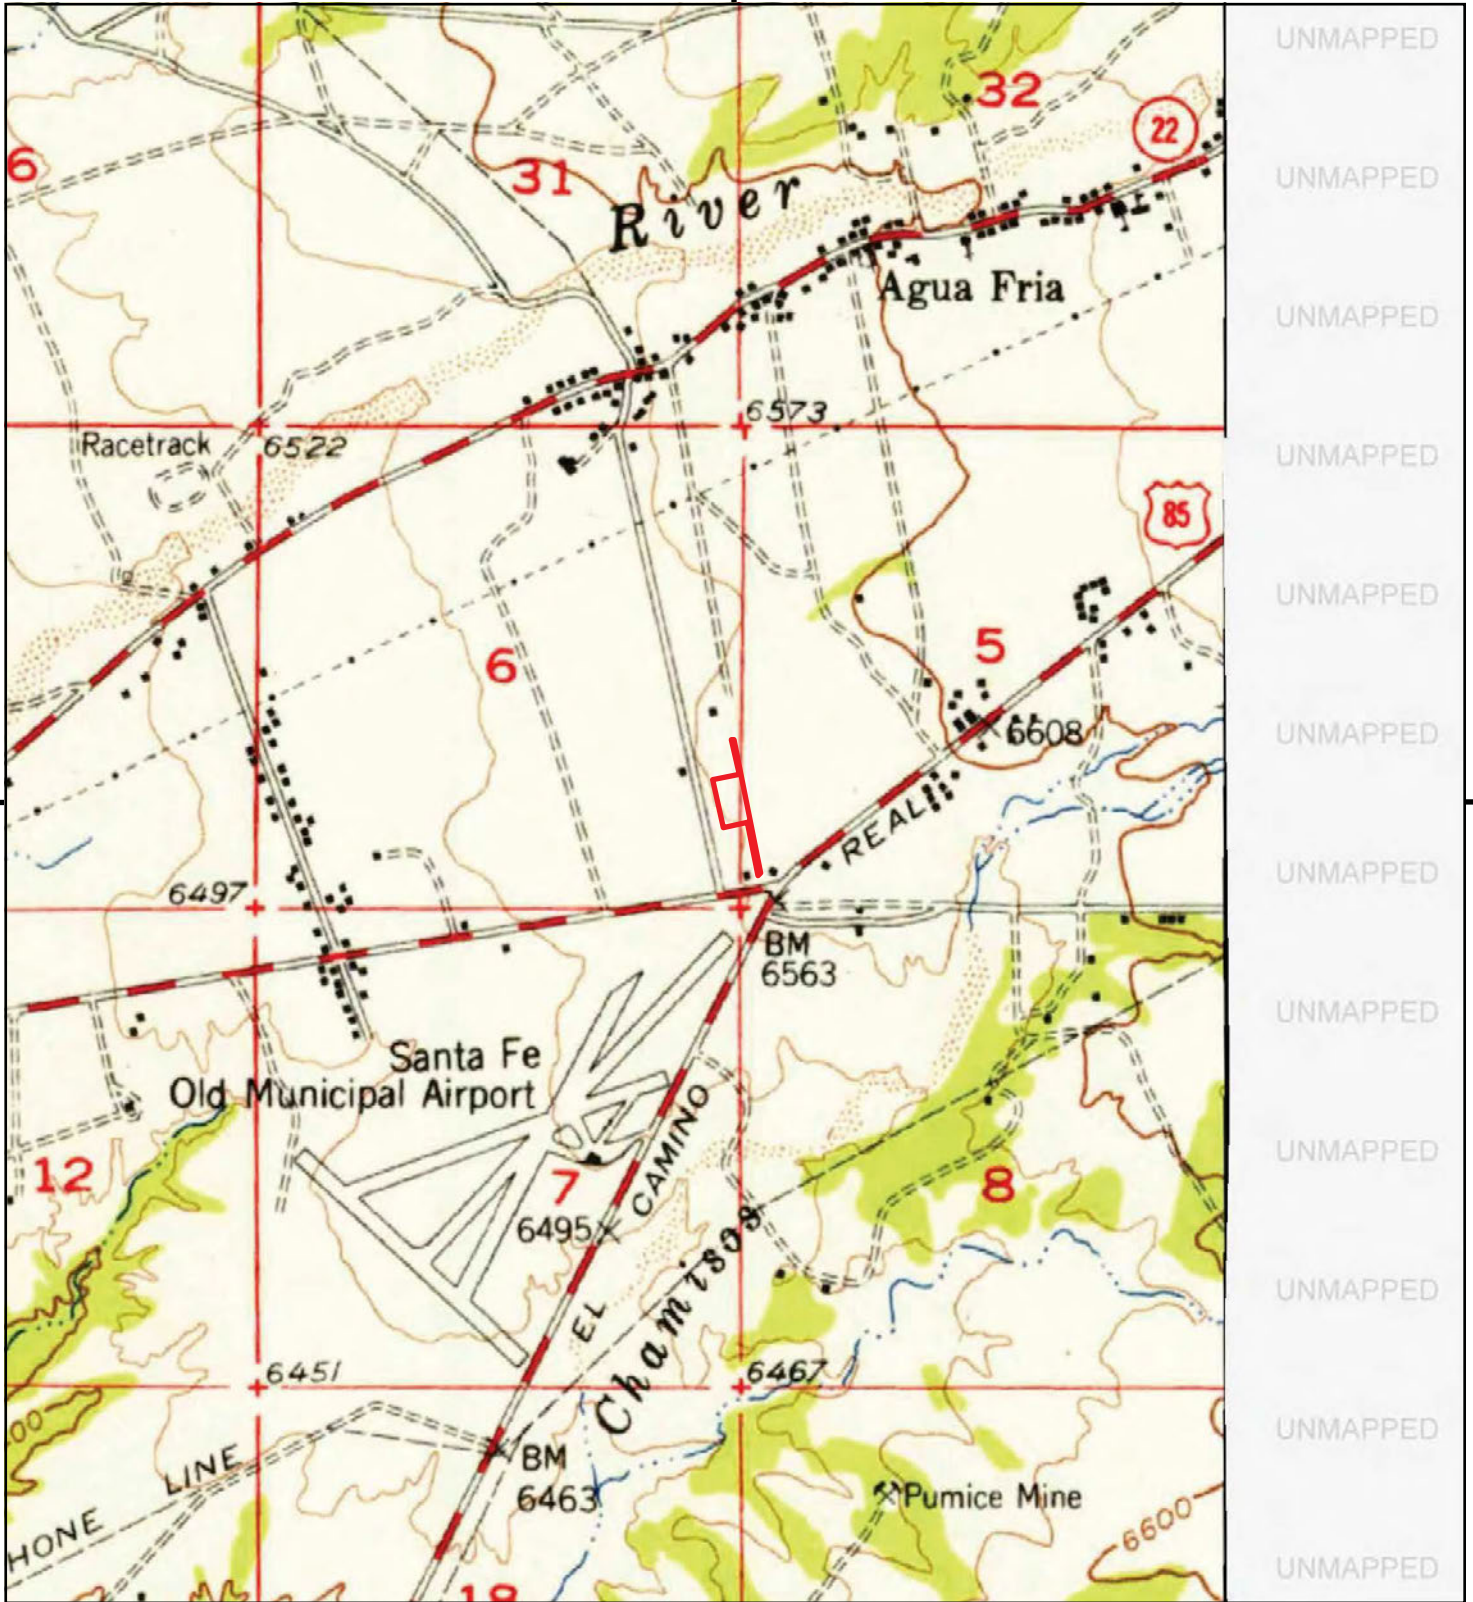 UNMAPPED
32
22
6
31
UNMAPPED
River
Agua Fria
UNMAPPED
6573
Racetrack
6522
UNMAPPED
85
UNMAPPED
5
6
6608
UNMAPPED
REAL
6497
UNMAPPED
BM
6563
UNMAPPED
Santa Fe
Old Municipal Airport
CAMINO
UNMAPPED
12
7
8
6495
Chamisos
UNMAPPED
EL
6451
6467
UNMAPPED
00
LINE
BM
6463
Pumice Mine
HONE
6600
UNMAPPED
18